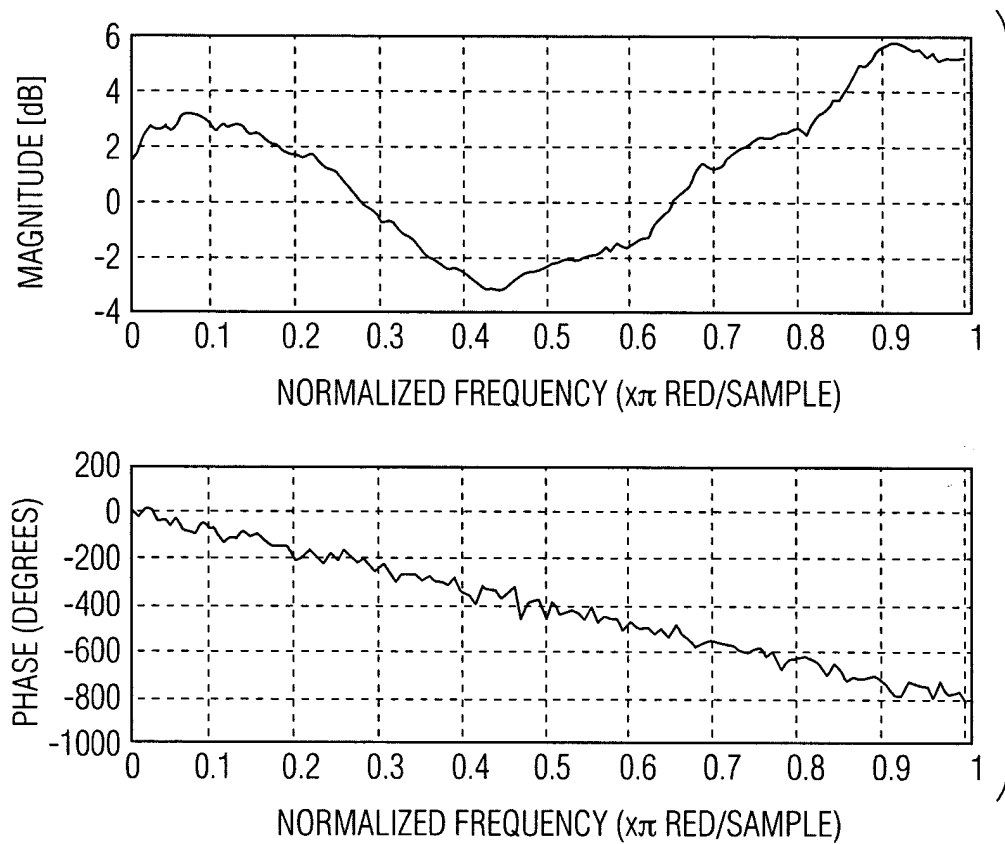 MAGNITUDE [dB]
6
4
2
0
-2
-4
0 0.1 0.2 0.3 0.4 0.5 0.6 0.7 0.8 0.9 1
NORMALIZED FREQUENCY (xπ RED/SAMPLE)
PHASE (DEGREES)
200
0
-200
-400
-600
-800
-1000
0 0.1 0.2 0.3 0.4 0.5 0.6 0.7 0.8 0.9 1
NORMALIZED FREQUENCY (xπ RED/SAMPLE)